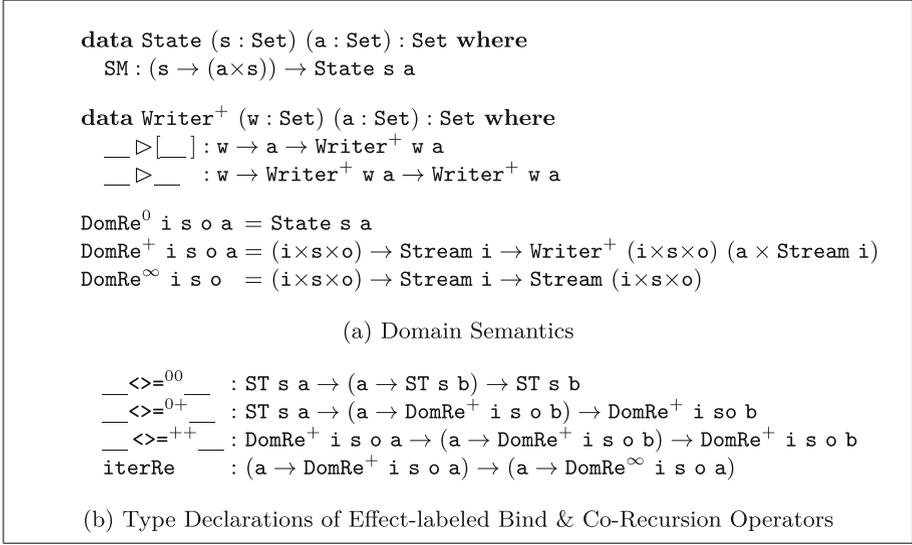 data State (s : Set) (a : Set) : Set where
SM : (s → (a×s)) → State s a
data Writer⁺ (w : Set) (a : Set) : Set where
__ ▷[__] : w → a → Writer⁺ w a
__ ▷__ : w → Writer⁺ w a → Writer⁺ w a
DomRe⁰ i s o a = State s a
DomRe⁺ i s o a = (i×s×o) → Stream i → Writer⁺ (i×s×o) (a × Stream i)
DomRe^∞ i s o = (i×s×o) → Stream i → Stream (i×s×o)
(a) Domain Semantics
__<>=⁰⁰__ : ST s a → (a → ST s b) → ST s b
__<>=⁰⁺__ : ST s a → (a → DomRe⁺ i s o b) → DomRe⁺ i so b
__<>=⁺⁺__ : DomRe⁺ i s o a → (a → DomRe⁺ i s o b) → DomRe⁺ i s o b
iterRe : (a → DomRe⁺ i s o a) → (a → DomRe^∞ i s o a)
(b) Type Declarations of Effect-labeled Bind & Co-Recursion Operators